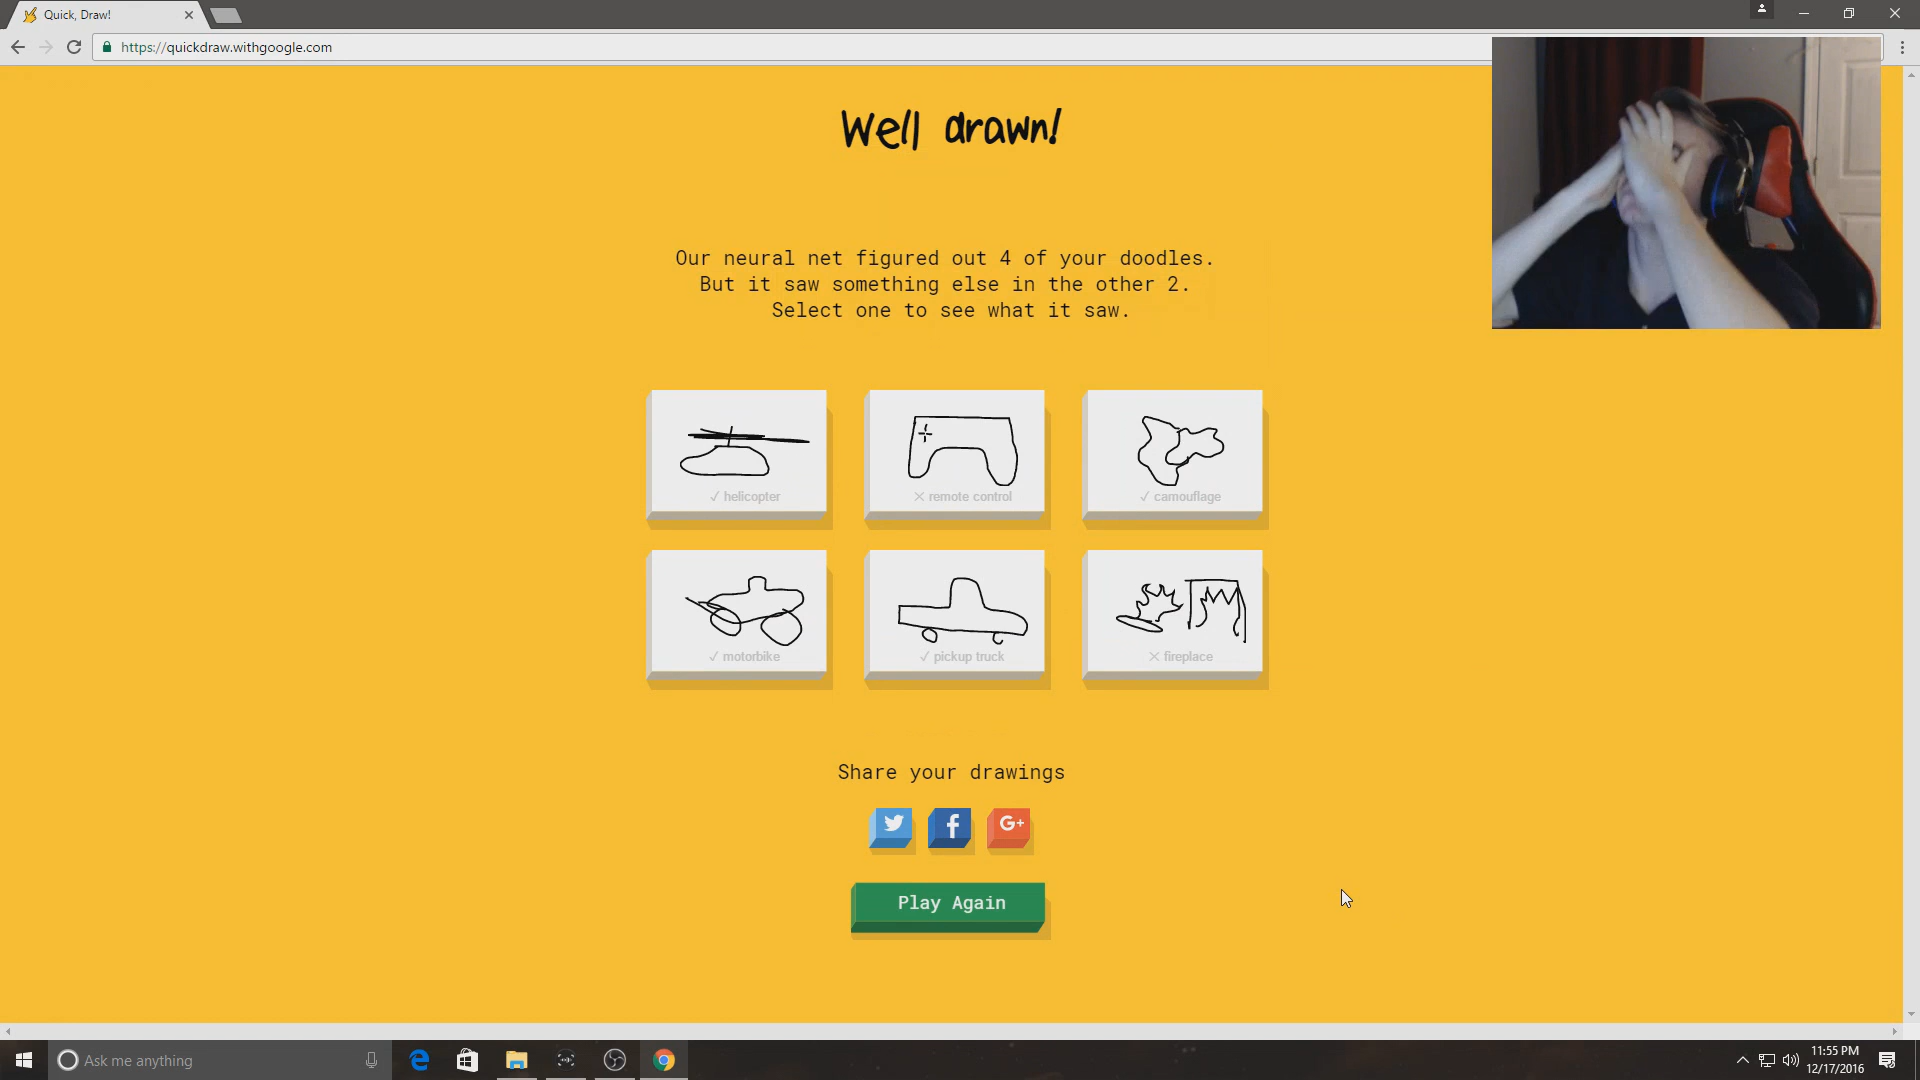 Quick, Draw!
https://quickdraw.withgoogle.com
Well drawn!
Our neural net figured out 4 of your doodles.
But it saw something else in the other 2.
Select one to see what it saw.
✓ helicopter
× remote control
✓ camouflage
✓ motorbike
✓ pickup truck
× fireplace
Share your drawings
f
G+
Play Again
Ask me anything
11:55 PM
12/17/2016